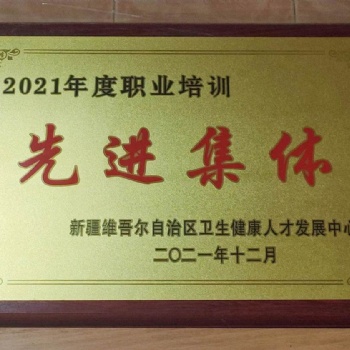 2021年度职业培训
先进集体
新疆维吾尔自治区卫生健康人才发展中心
二〇二一年十二月